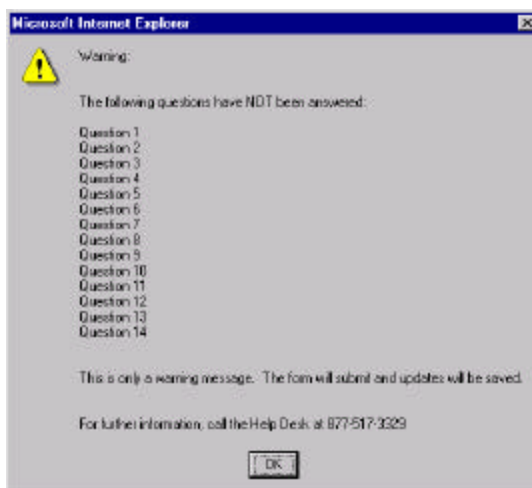 Microsoft Internet Explorer
Warning:
The following questions have NOT been answered:
Question 1
Question 2
Question 3
Question 4
Question 5
Question 6
Question 7
Question 8
Question 9
Question 10
Question 11
Question 12
Question 13
Question 14
This is only a warning message. The form will submit and updates will be saved.
For further information, call the Help Desk at 877-517-3329
OK